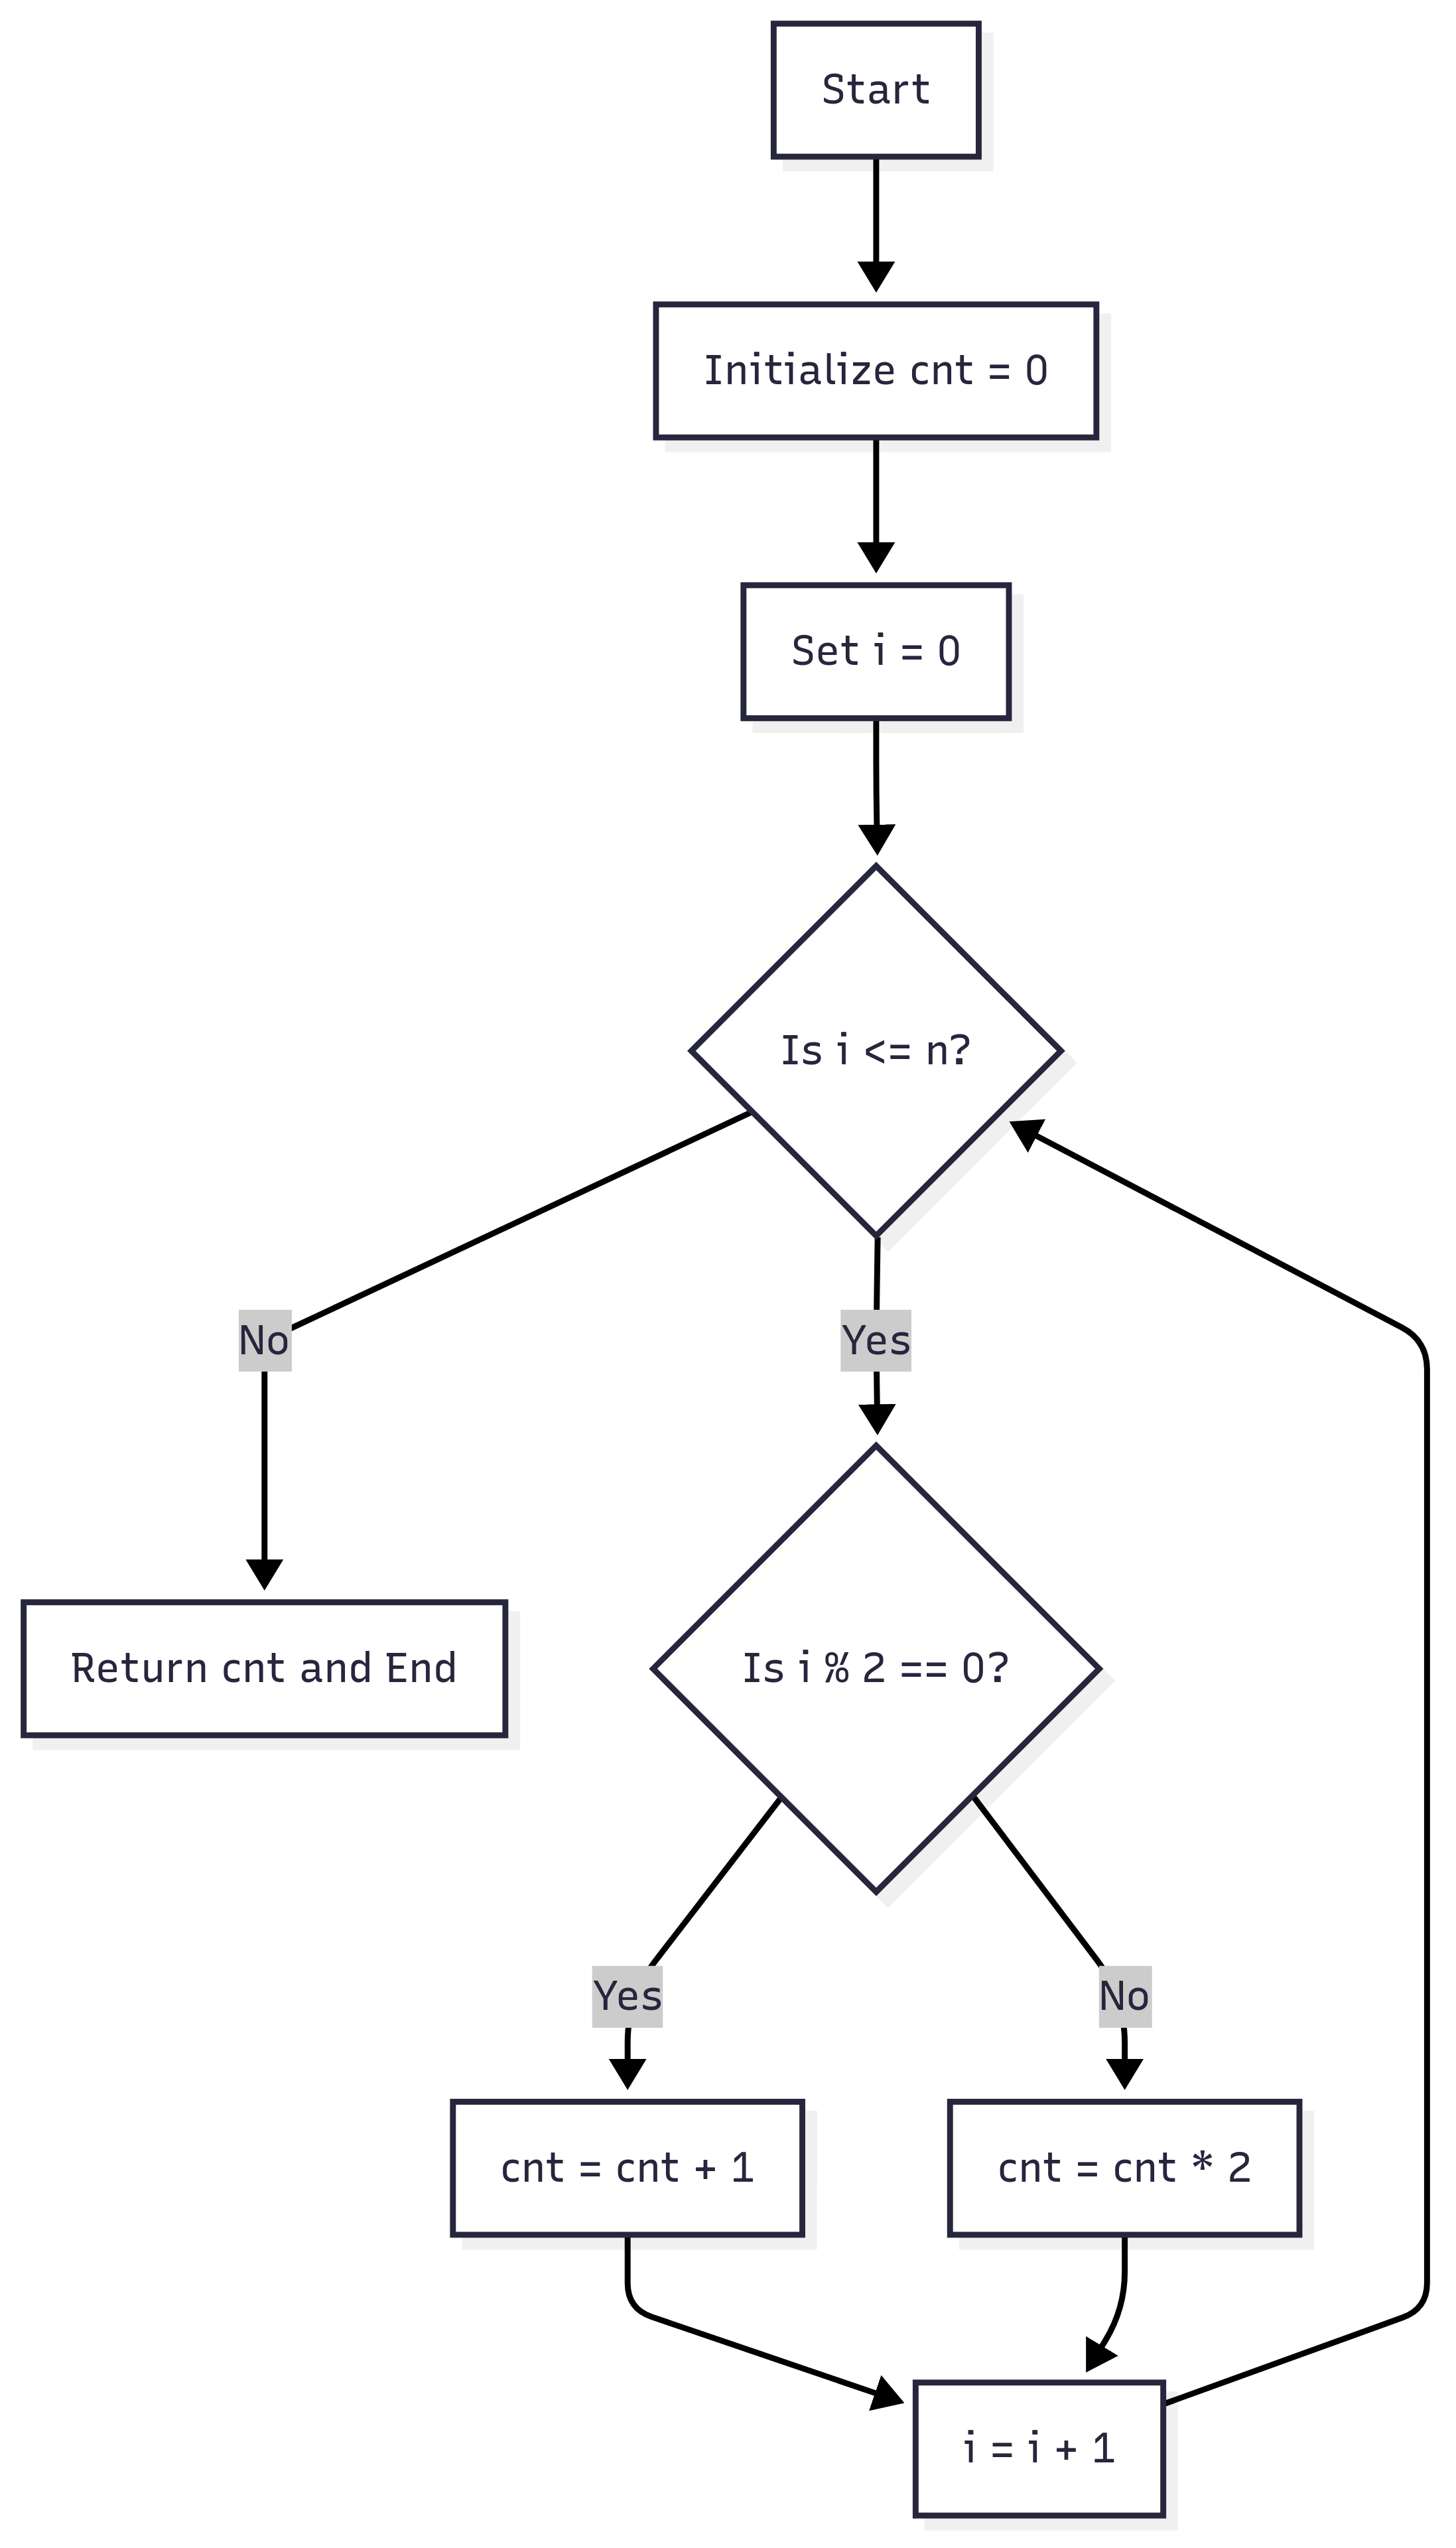 Start
Initialize cnt = 0
Set i = 0
Is i <= n?
No
Yes
Return cnt and End
Is i % 2 == 0?
Yes
No
cnt = cnt + 1
cnt = cnt * 2
i = i + 1